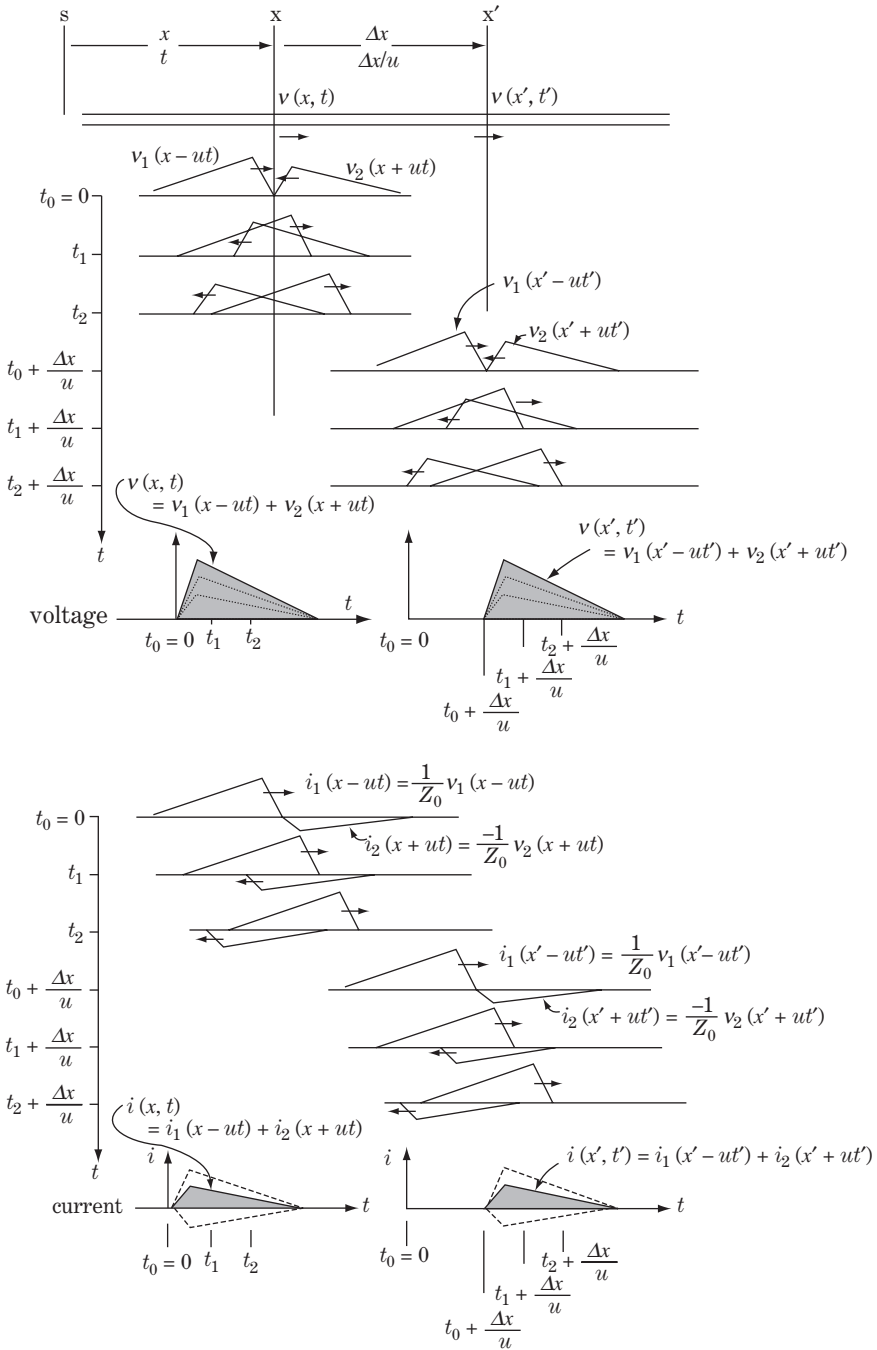 s x x′
x Δx
t Δx/u
ν (x, t) ν (x′, t′)
ν₁ (x – ut) ν₂ (x + ut)
t₀ = 0
t₁
ν₁ (x′ – ut′)
t₂
ν₂ (x′ + ut′)
t₀ + Δx/u
t₁ + Δx/u
t₂ + Δx/u
ν (x, t)
= ν₁ (x – ut) + ν₂ (x + ut)
t
ν (x′, t′)
= ν₁ (x′ – ut′) + ν₂ (x′ + ut′)
voltage t t
t₀ = 0 t₁ t₂ t₀ = 0 t₂ + Δx/u
t₁ + Δx/u
t₀ + Δx/u
i₁ (x – ut) = 1/Z₀ ν₁ (x – ut)
t₀ = 0
i₂ (x + ut) = –1/Z₀ ν₂ (x + ut)
t₁
t₂
i₁ (x′ – ut′) = 1/Z₀ ν₁ (x′– ut′)
t₀ + Δx/u
i₂ (x′ + ut′) = –1/Z₀ ν₂ (x′ + ut′)
t₁ + Δx/u
t₂ + Δx/u
i (x, t)
= i₁ (x – ut) + i₂ (x + ut)
t i i i (x′, t′) = i₁ (x′ – ut′) + i₂ (x′ + ut′)
current t t
t₀ = 0 t₁ t₂ t₀ = 0 t₂ + Δx/u
t₁ + Δx/u
t₀ + Δx/u